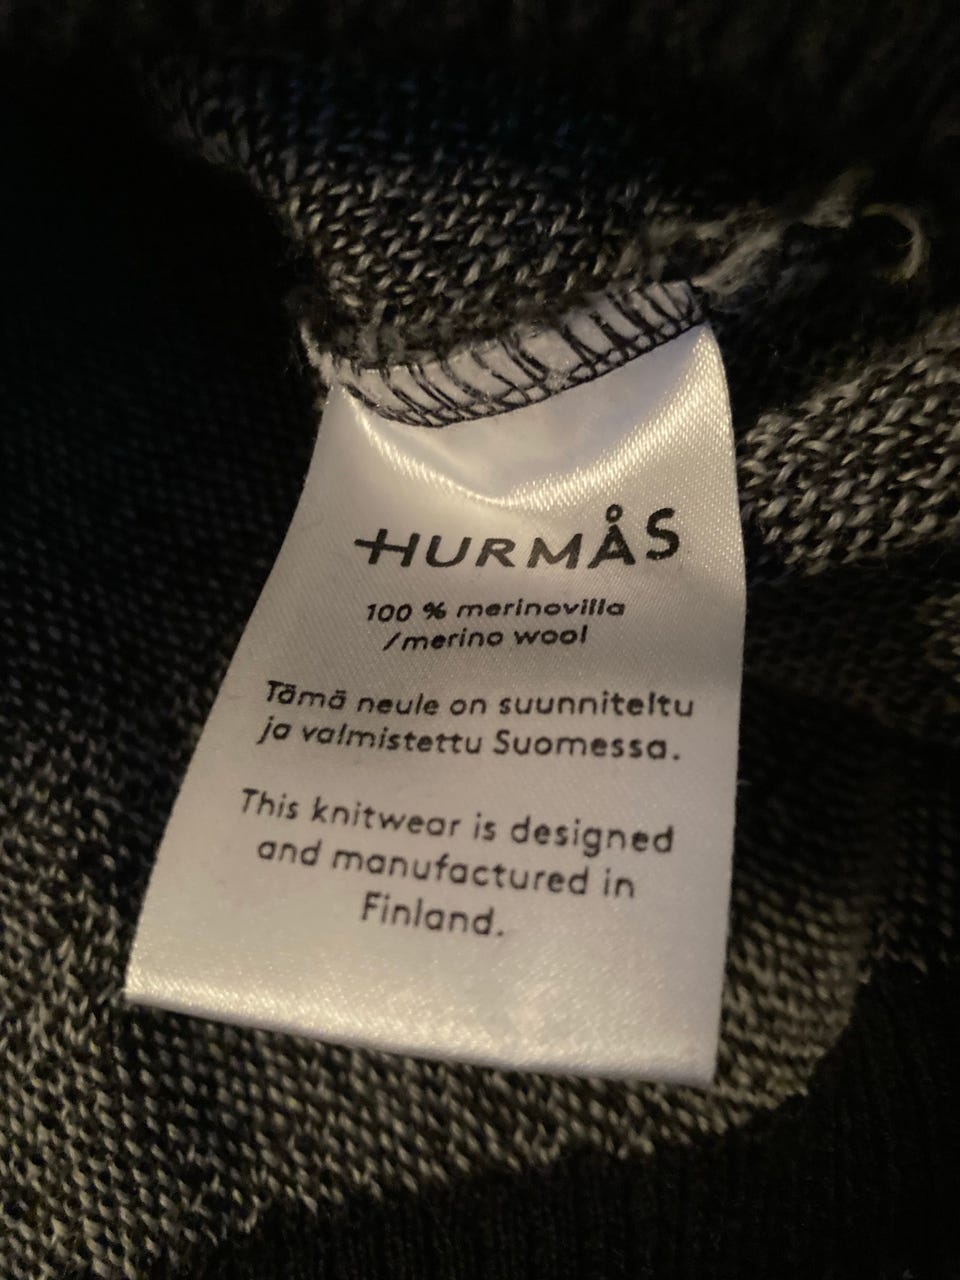 HURMÅS
100 % merinovilla
/merino wool
Tämä neule on suunniteltu
ja valmistettu Suomessa.
This knitwear is designed
and manufactured in
Finland.